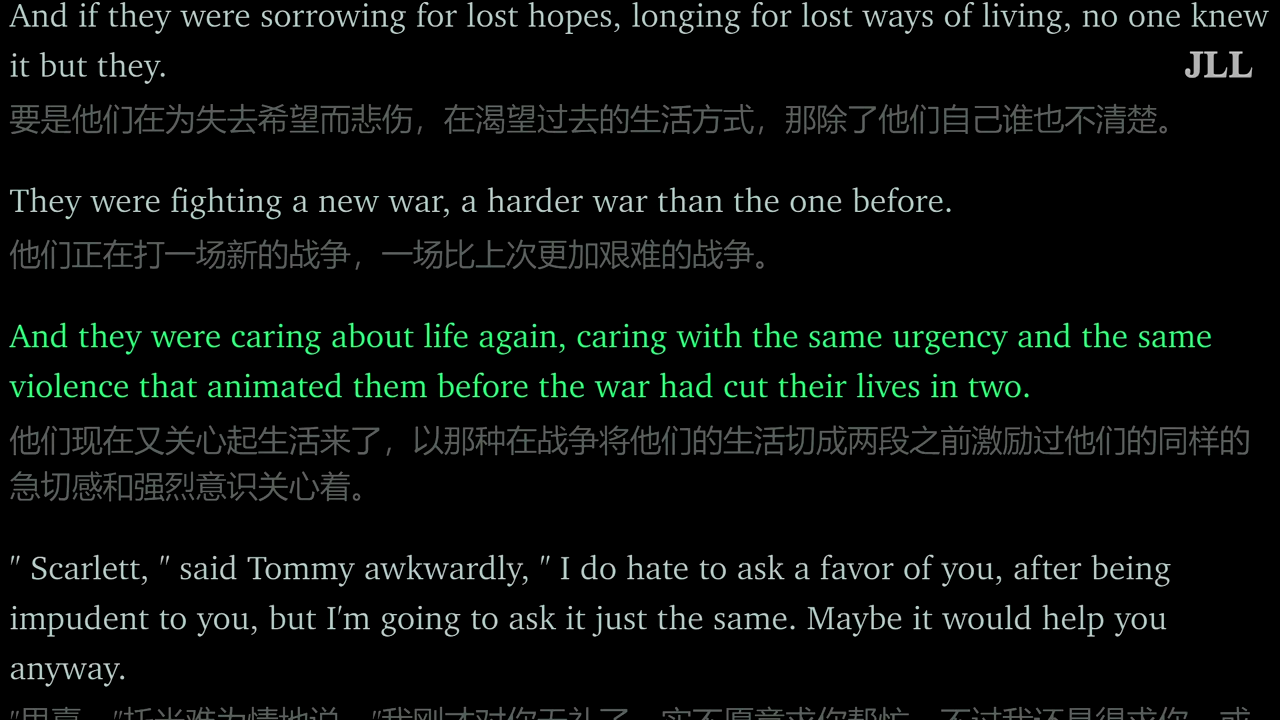 And if they were sorrowing for lost hopes, longing for lost ways of living, no one knew
it but they.
JLL
要是他们在为失去希望而悲伤，在渴望过去的生活方式，那除了他们自己谁也不清楚。
They were fighting a new war, a harder war than the one before.
他们正在打一场新的战争，一场比上次更加艰难的战争。
And they were caring about life again, caring with the same urgency and the same
violence that animated them before the war had cut their lives in two.
他们现在又关心起生活来了，以那种在战争将他们的生活切成两段之前激励过他们的同样的
急切感和强烈意识关心着。
" Scarlett, " said Tommy awkwardly, " I do hate to ask a favor of you, after being
impudent to you, but I'm going to ask it just the same. Maybe it would help you
anyway.